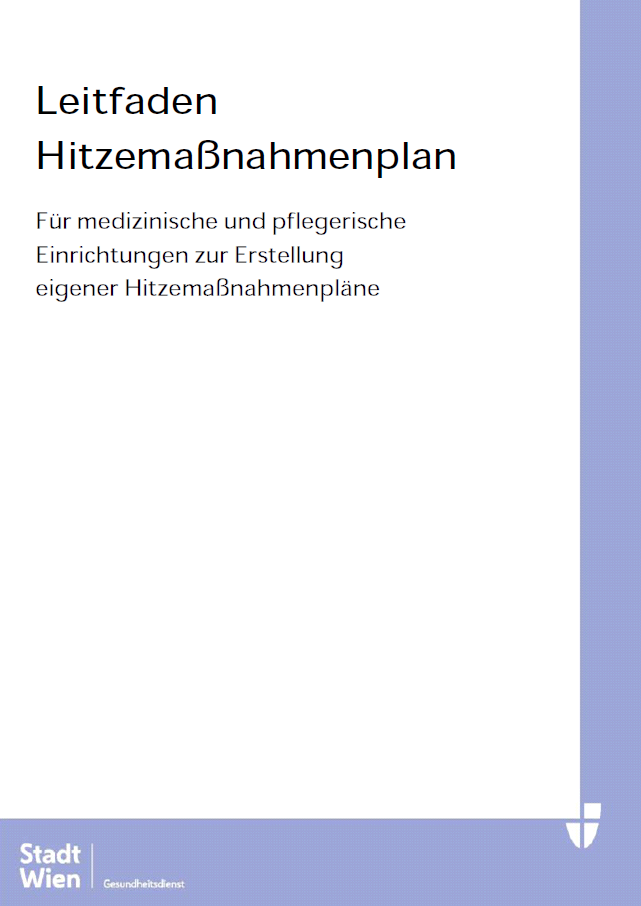 Leitfaden
Hitzemaßnahmenplan
Für medizinische und pflegerische
Einrichtungen zur Erstellung
eigener Hitzemaßnahmenpläne
Stadt
Wien
Gesundheitsdienst